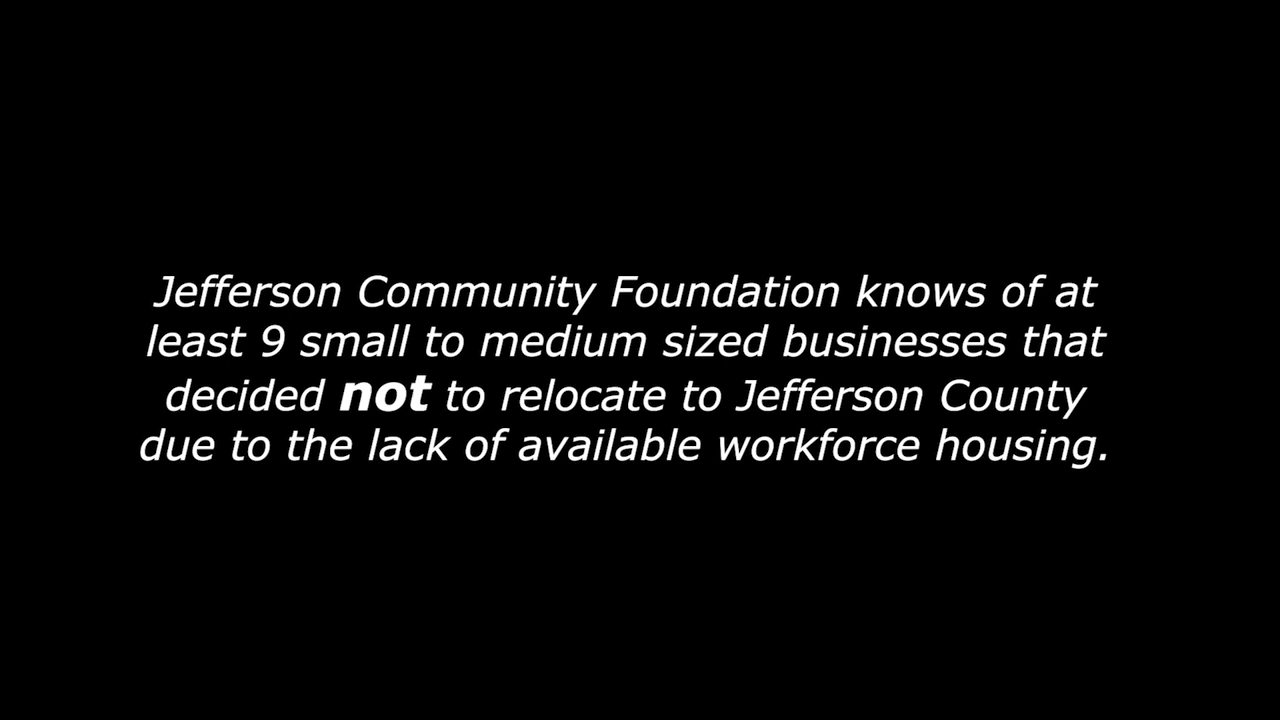 Jefferson Community Foundation knows of at
least 9 small to medium sized businesses that
decided not to relocate to Jefferson County
due to the lack of available workforce housing.